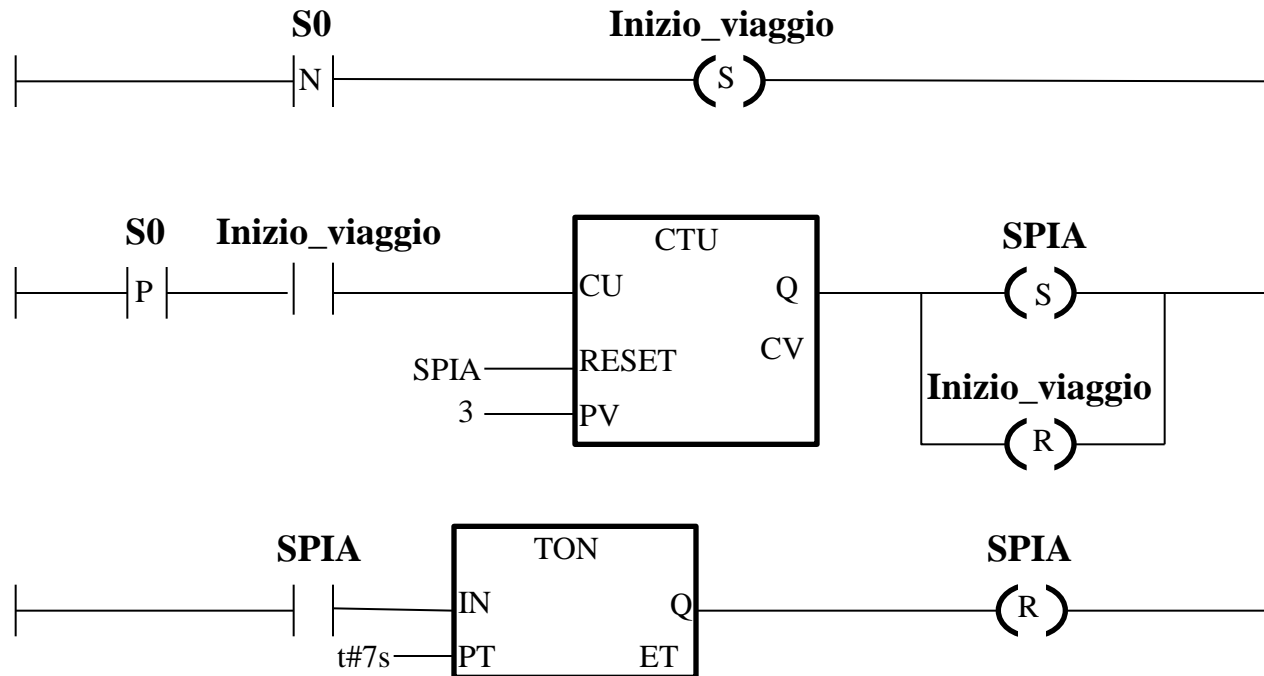 S0 Inizio_viaggio
N S
S0 Inizio_viaggio CTU SPIA
P CU Q S
SPIA RESET CV
3 PV Inizio_viaggio
R
SPIA TON SPIA
IN Q R
t#7s PT ET